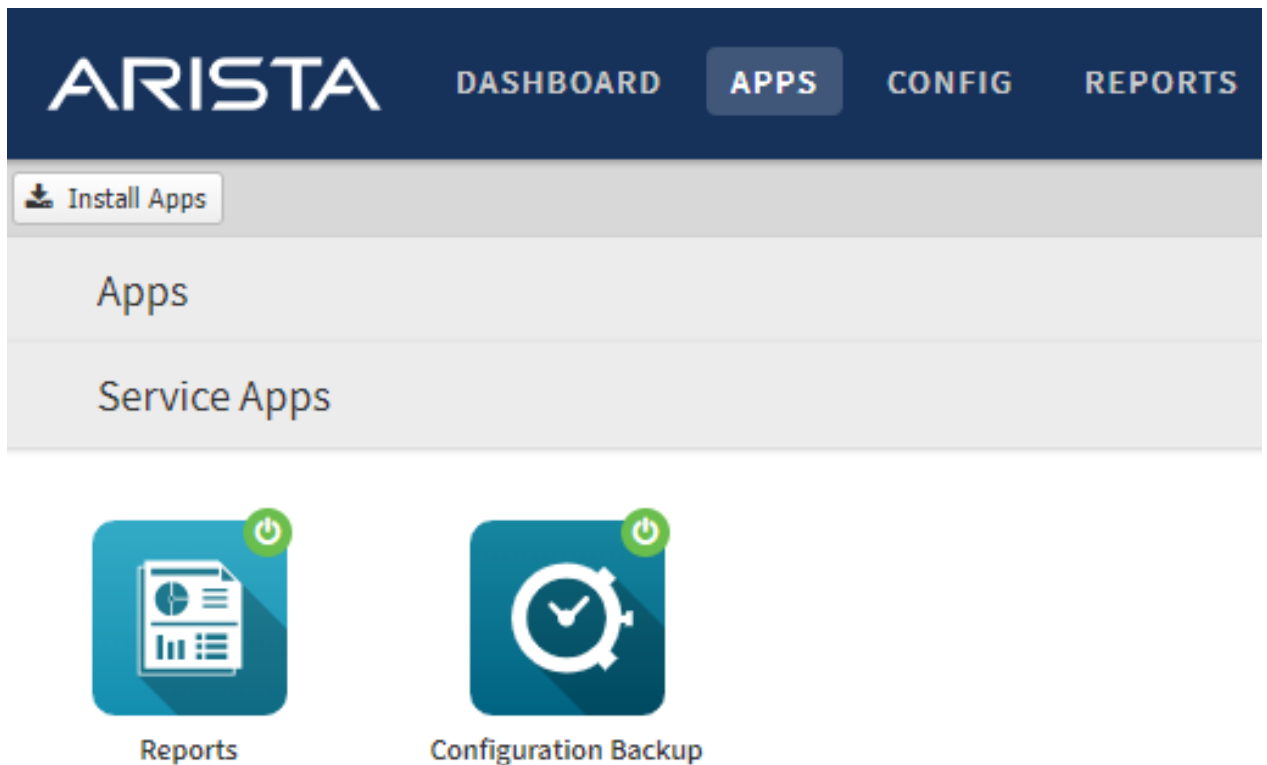 ARISTA DASHBOARD APPS CONFIG REPORTS
Install Apps
Apps
Service Apps
Reports Configuration Backup